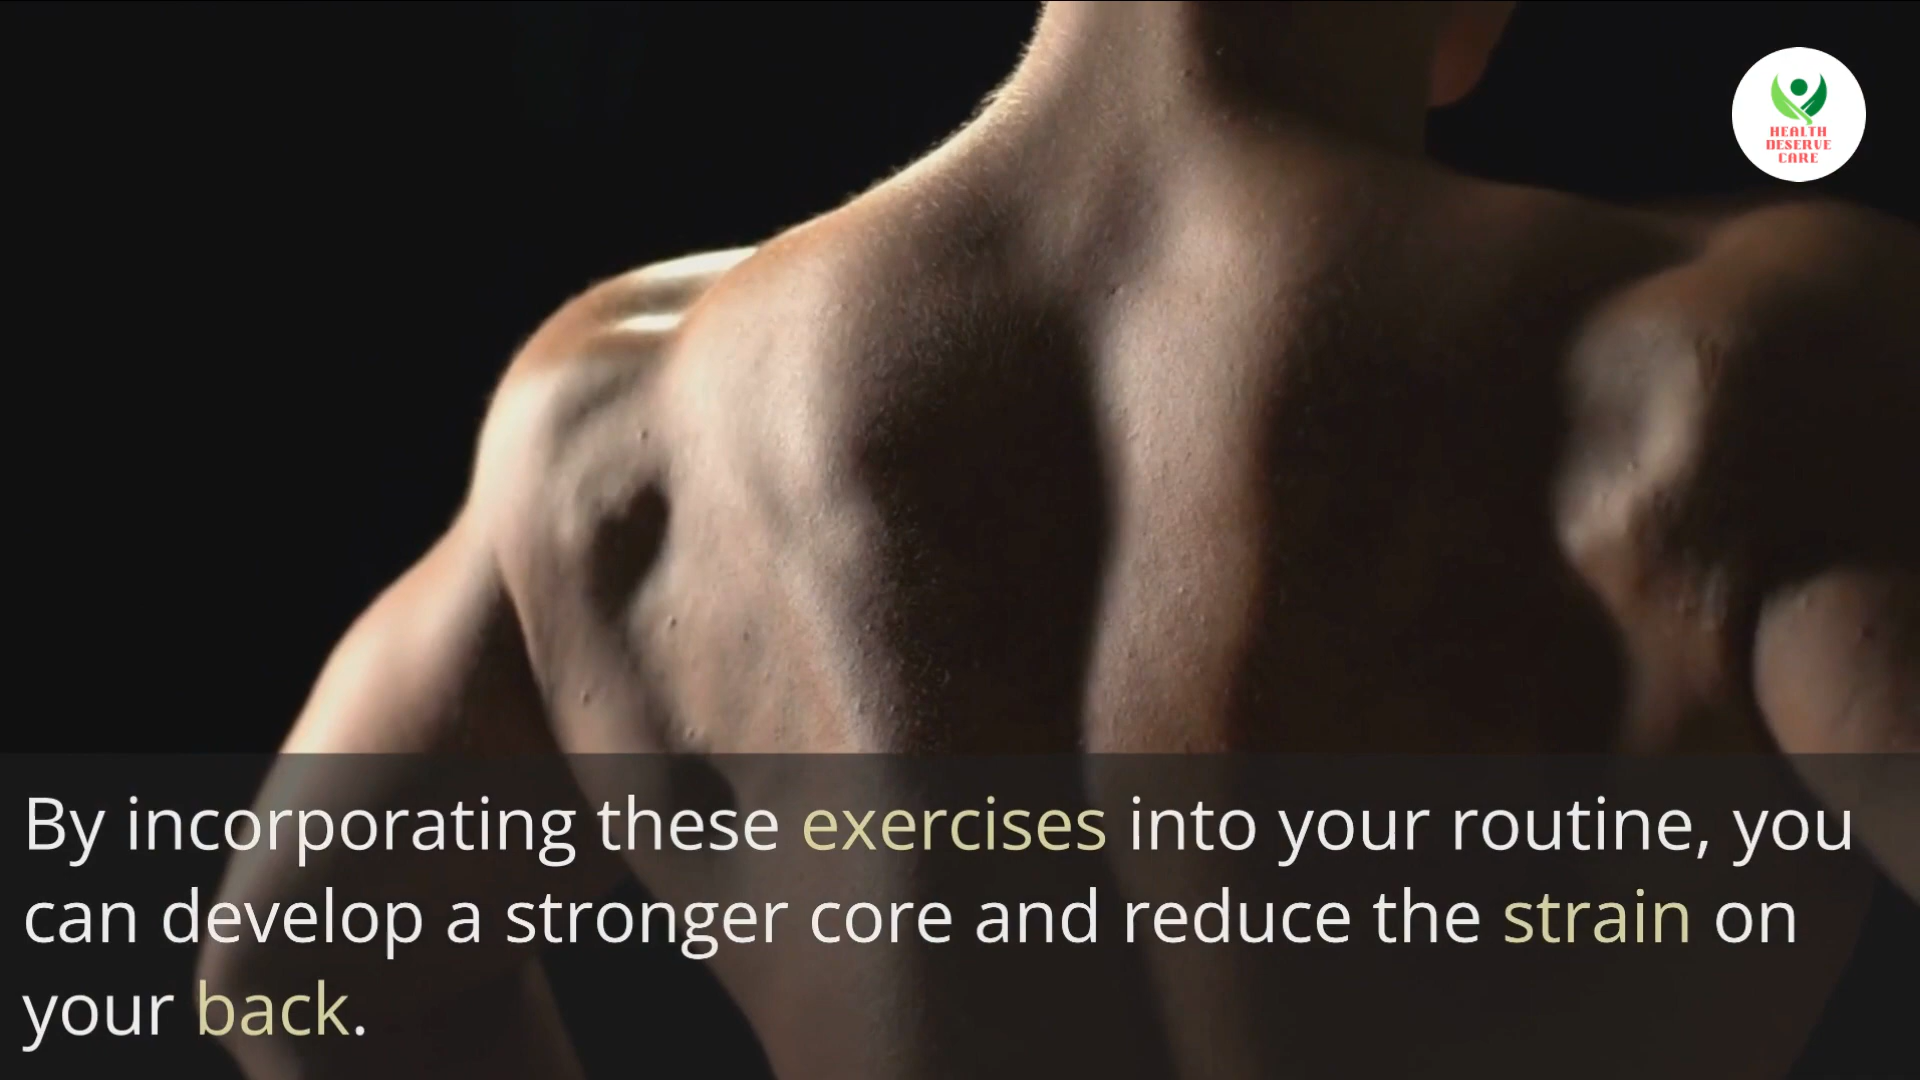 HEALTH
DESERVE
CARE
By incorporating these exercises into your routine, you
can develop a stronger core and reduce the strain on
your back.